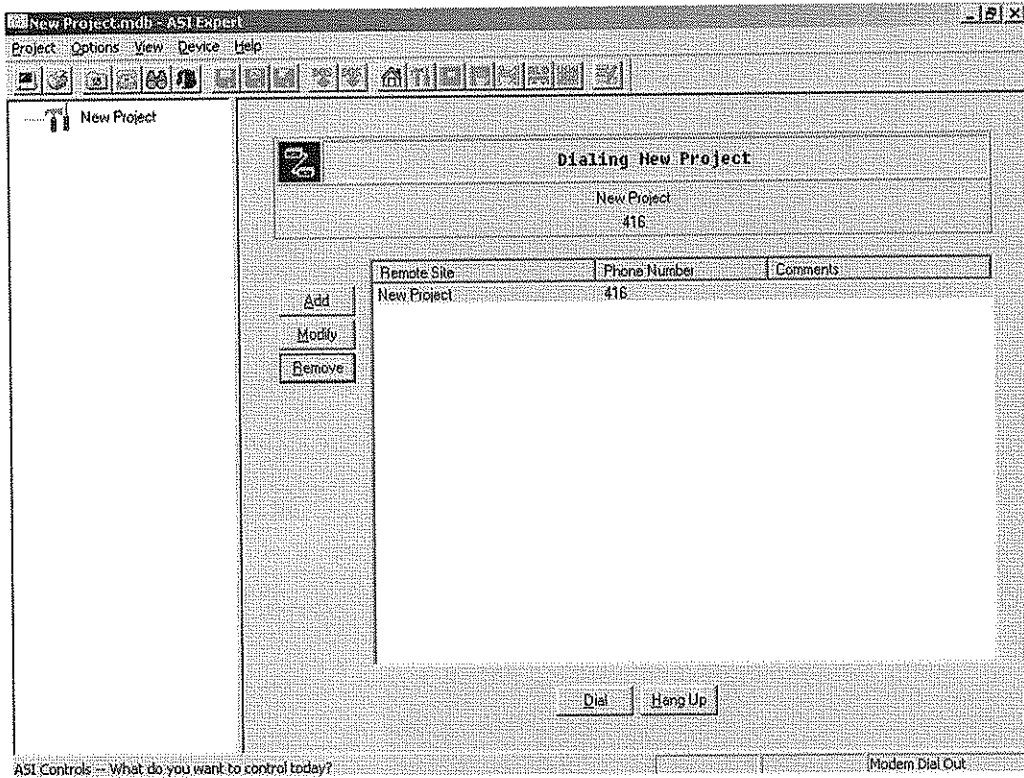 New Project.mdb - ASI Expert
Project Options View Device Help
New Project
Dialing New Project
New Project
416
Remote Site Phone Number Comments
New Project 416
Add
Modify
Remove
Dial Hang Up
ASI Controls -- What do you want to control today? Modem Dial Out